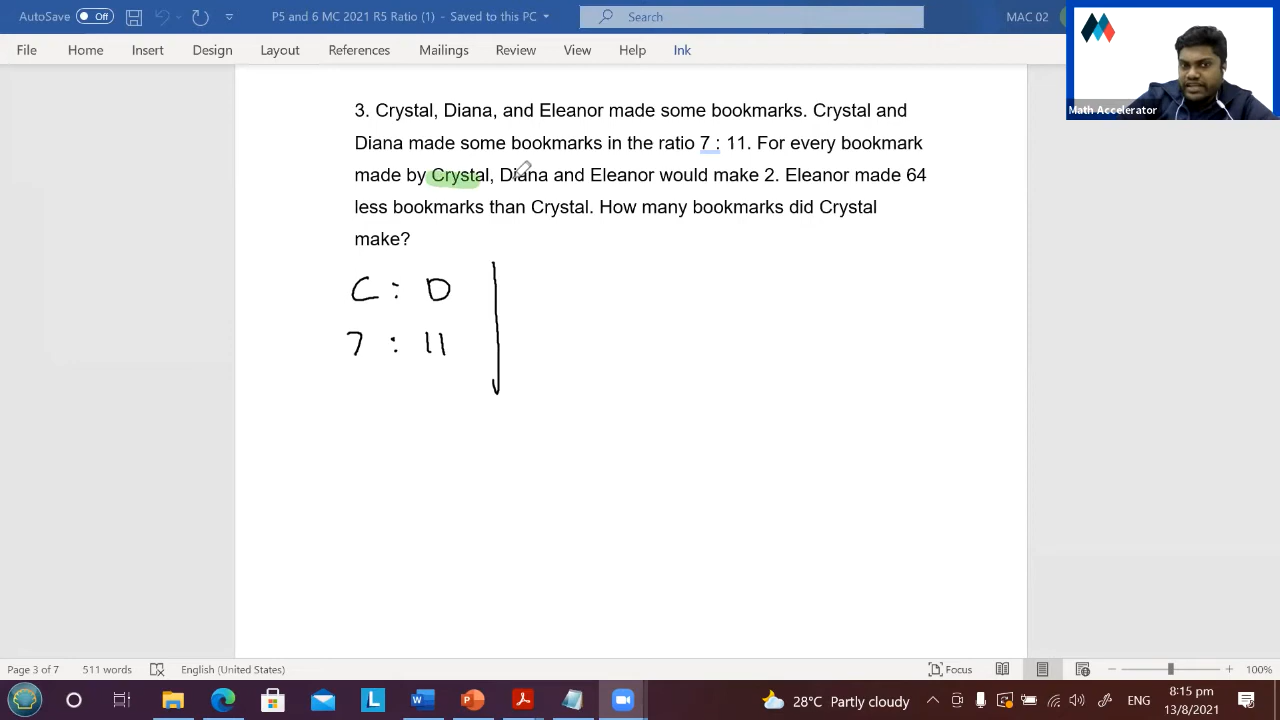 AutoSave Off P5 and 6 MC 2021 R5 Ratio (1) - Saved to this PC Search MAC 02
File Home Insert Design Layout References Mailings Review View Help Ink
Math Accelerator
3. Crystal, Diana, and Eleanor made some bookmarks. Crystal and
Diana made some bookmarks in the ratio 7 : 11. For every bookmark
made by Crystal, Diana and Eleanor would make 2. Eleanor made 64
less bookmarks than Crystal. How many bookmarks did Crystal
make?
C : D
7 : 11
Page 3 of 7 511 words English (United States) Focus 100%
28°C Partly cloudy ENG 8:15 pm
13/8/2021